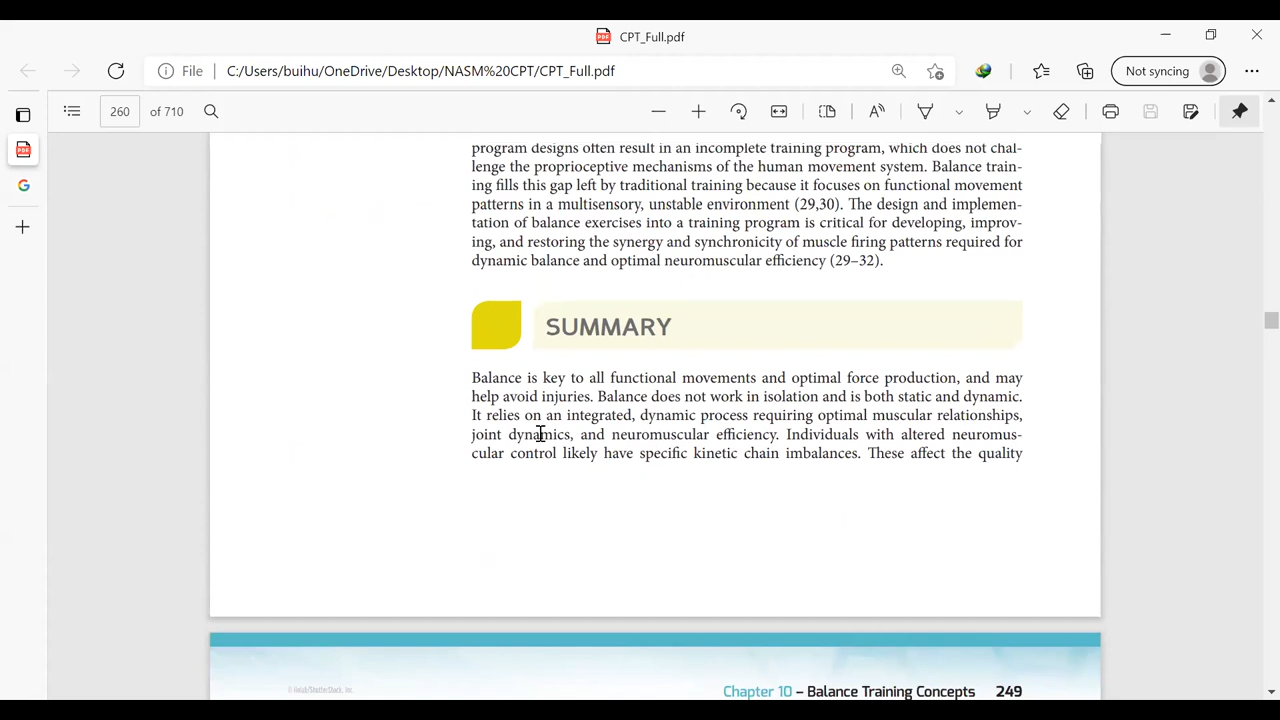 CPT_Full.pdf
File
C:/Users/buihu/OneDrive/Desktop/NASM%20CPT/CPT_Full.pdf
Not syncing
260 of 710
program designs often result in an incomplete training program, which does not chal-
lenge the proprioceptive mechanisms of the human movement system. Balance train-
ing fills this gap left by traditional training because it focuses on functional movement
patterns in a multisensory, unstable environment (29,30). The design and implemen-
tation of balance exercises into a training program is critical for developing, improv-
ing, and restoring the synergy and synchronicity of muscle firing patterns required for
dynamic balance and optimal neuromuscular efficiency (29–32).
SUMMARY
Balance is key to all functional movements and optimal force production, and may
help avoid injuries. Balance does not work in isolation and is both static and dynamic.
It relies on an integrated, dynamic process requiring optimal muscular relationships,
joint dynamics, and neuromuscular efficiency. Individuals with altered neuromus-
cular control likely have specific kinetic chain imbalances. These affect the quality
Chapter 10 – Balance Training Concepts 249